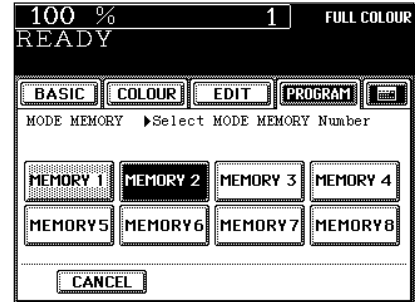 100 % 1 FULL COLOUR
READY
BASIC COLOUR EDIT PROGRAM
MODE MEMORY ▶Select MODE MEMORY Number
MEMORY 1 MEMORY 2 MEMORY 3 MEMORY 4
MEMORY5 MEMORY6 MEMORY7 MEMORY8
CANCEL